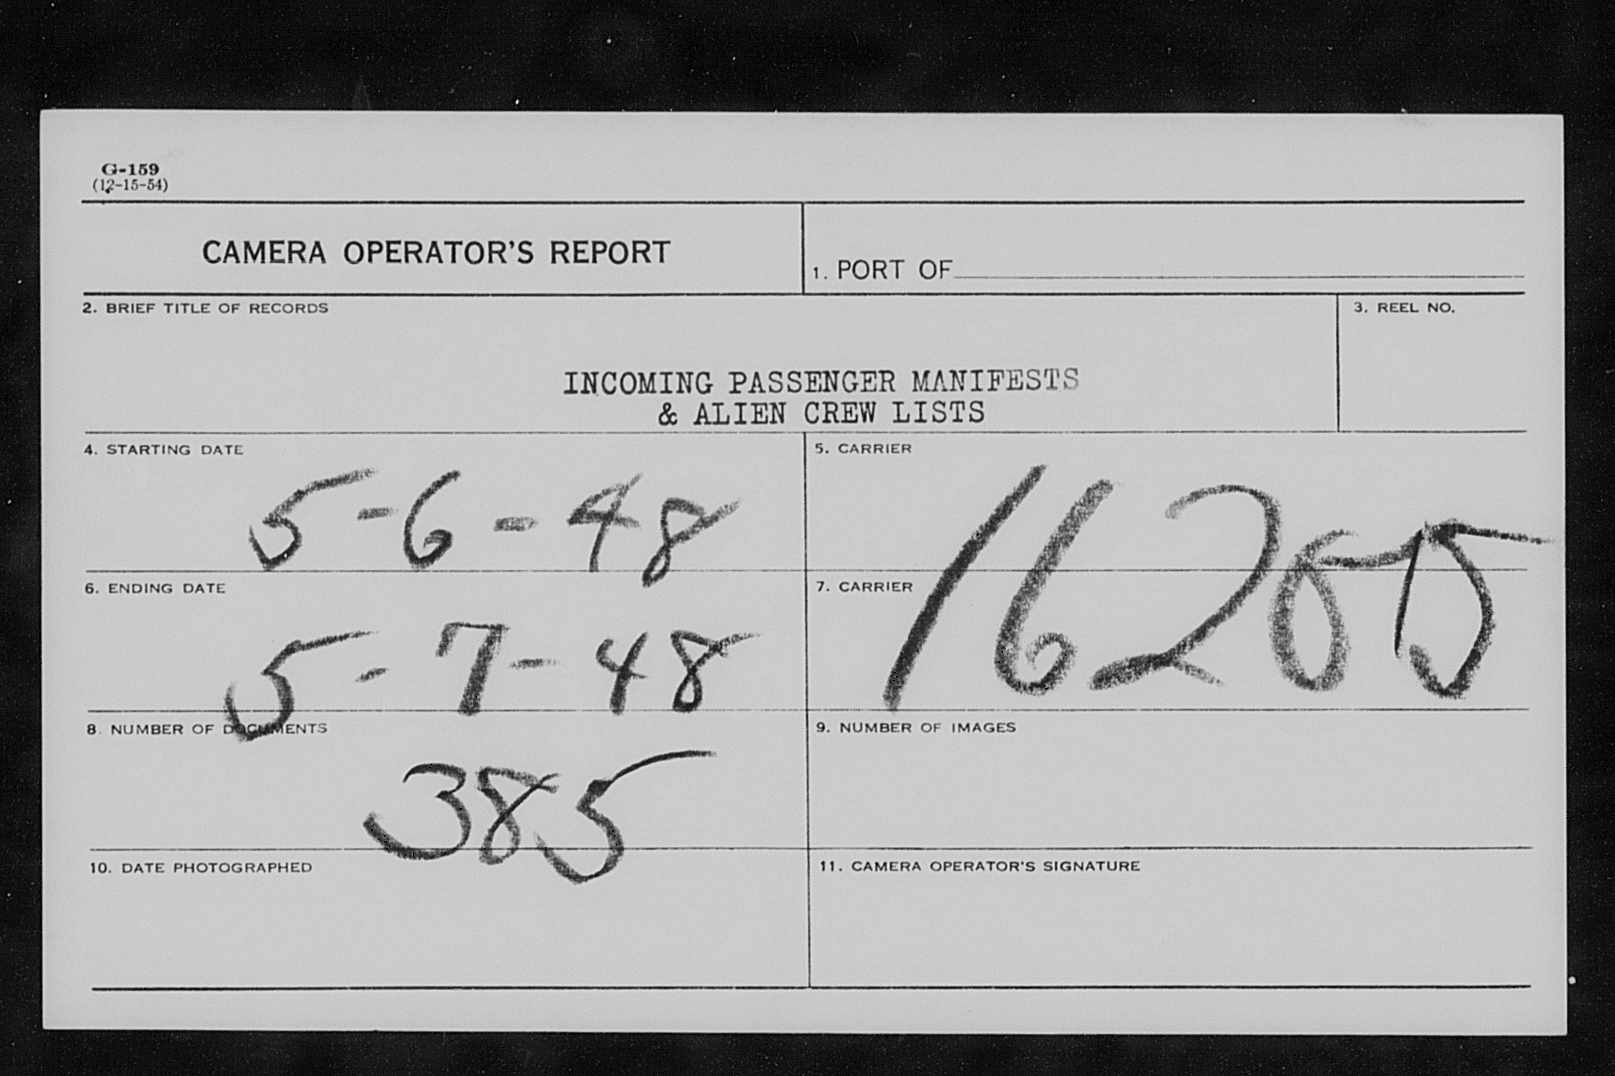 G-159
(12-15-54)
CAMERA OPERATOR'S REPORT
1. PORT OF
2. BRIEF TITLE OF RECORDS
3. REEL NO.
INCOMING PASSENGER MANIFESTS
& ALIEN CREW LISTS
4. STARTING DATE
5-6-48
5. CARRIER
16205
6. ENDING DATE
5-7-48
7. CARRIER
8. NUMBER OF DOCUMENTS
385
9. NUMBER OF IMAGES
10. DATE PHOTOGRAPHED
11. CAMERA OPERATOR'S SIGNATURE